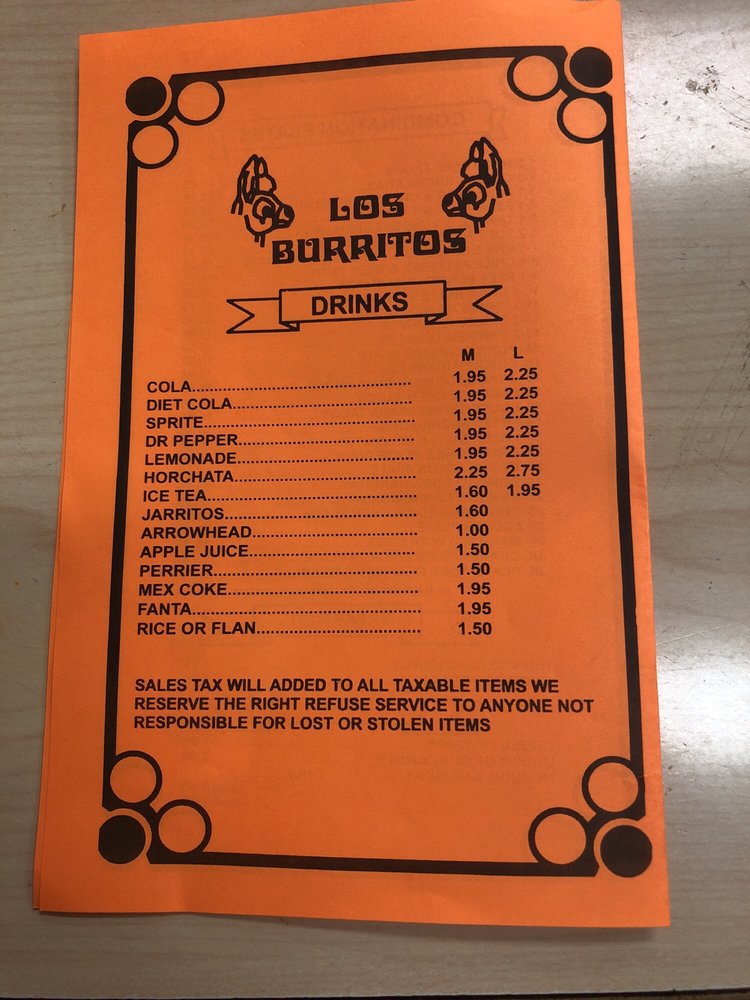 LOS
BURRITOS
DRINKS
M L
COLA........................................ 1.95 2.25
DIET COLA................................. 1.95 2.25
SPRITE...................................... 1.95 2.25
DR PEPPER................................ 1.95 2.25
LEMONADE................................ 1.95 2.25
HORCHATA................................. 2.25 2.75
ICE TEA...................................... 1.60 1.95
JARRITOS................................... 1.60
ARROWHEAD.............................. 1.00
APPLE JUICE............................... 1.50
PERRIER..................................... 1.50
MEX COKE................................... 1.95
FANTA......................................... 1.95
RICE OR FLAN.............................. 1.50
SALES TAX WILL ADDED TO ALL TAXABLE ITEMS WE
RESERVE THE RIGHT REFUSE SERVICE TO ANYONE NOT
RESPONSIBLE FOR LOST OR STOLEN ITEMS